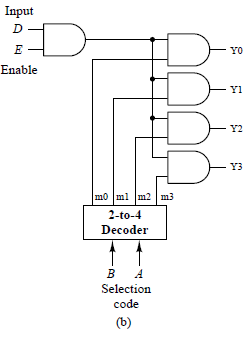 Input
D
E
Enable
Y0
Y1
Y2
Y3
m0 m1 m2 m3
2-to-4
Decoder
B A
Selection
code
(b)